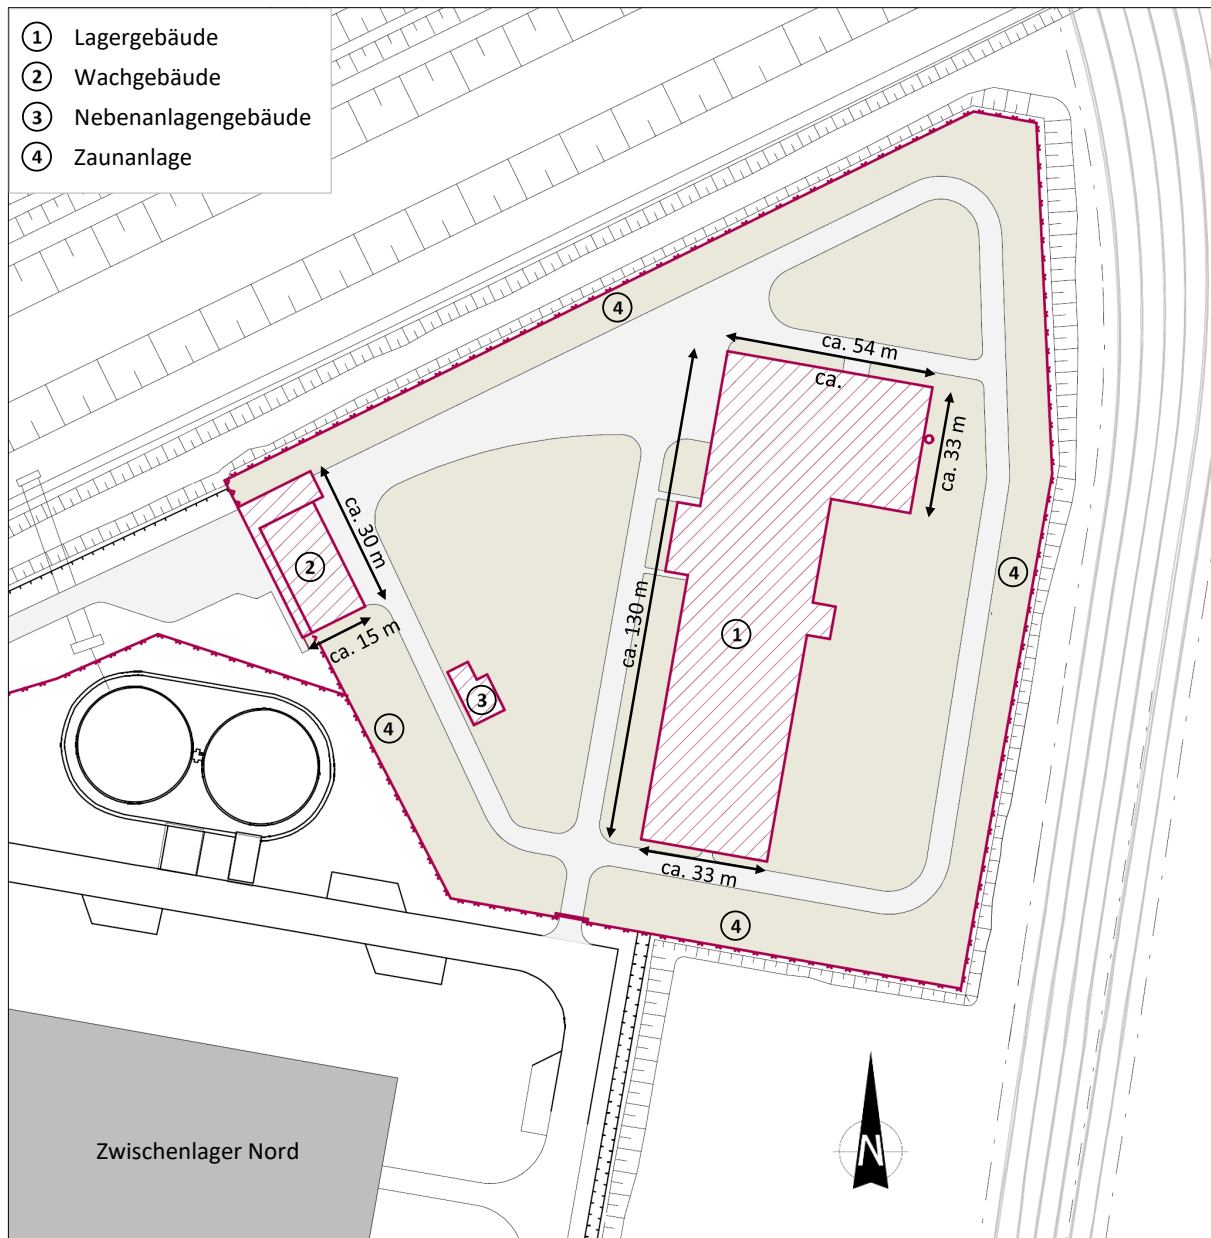 1 Lagergebäude
2 Wachgebäude
3 Nebenanlagengebäude
4 Zaunanlage
4
ca. 54 m
ca.
ca. 33 m
ca. 30 m
2
4
ca. 130 m
1
ca. 15 m
3
4
ca. 33 m
4
Zwischenlager Nord
N